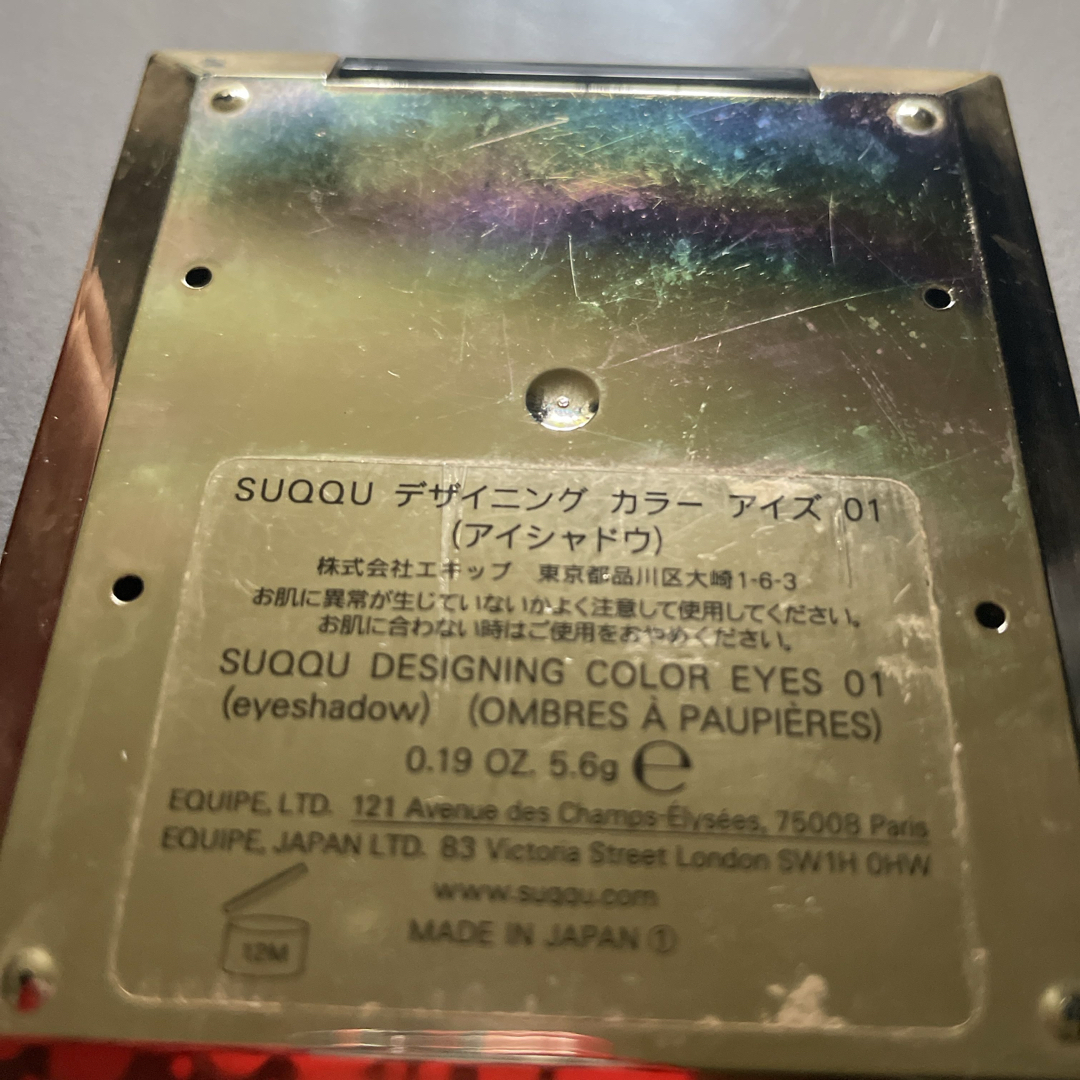 SUQQU デザイニング カラー アイズ 01
(アイシャドウ)
株式会社エキップ 東京都品川区大崎1-6-3
お肌に異常が生じていないかよく注意して使用してください。
お肌に合わない時はご使用をおやめください。
SUQQU DESIGNING COLOR EYES 01
(eyeshadow) (OMBRES À PAUPIÈRES)
0.19 OZ. 5.6g ℮
EQUIPE, LTD. 121 Avenue des Champs-Élysées, 75008 Paris
EQUIPE, JAPAN LTD. 83 Victoria Street London SW1H 0HW
www.suqqu.com
MADE IN JAPAN ①
12M